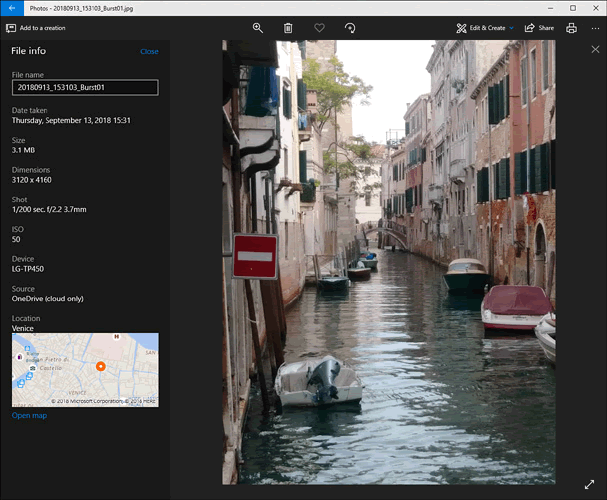 Photos - 20180913_153103_Burst01.jpg
Add to a creation
Edit & Create
Share
File info
Close
File name
20180913_153103_Burst01
Date taken
Thursday, September 13, 2018 15:31
Size
3.1 MB
Dimensions
3120 x 4160
Shot
1/200 sec. f/2.2 3.7mm
ISO
50
Device
LG-TP450
Source
OneDrive (cloud only)
Location
Venice
H
SAN
San Pietro di
Castello
VENICE
© 2018 Microsoft Corporation, © 2018 HERE
Open map